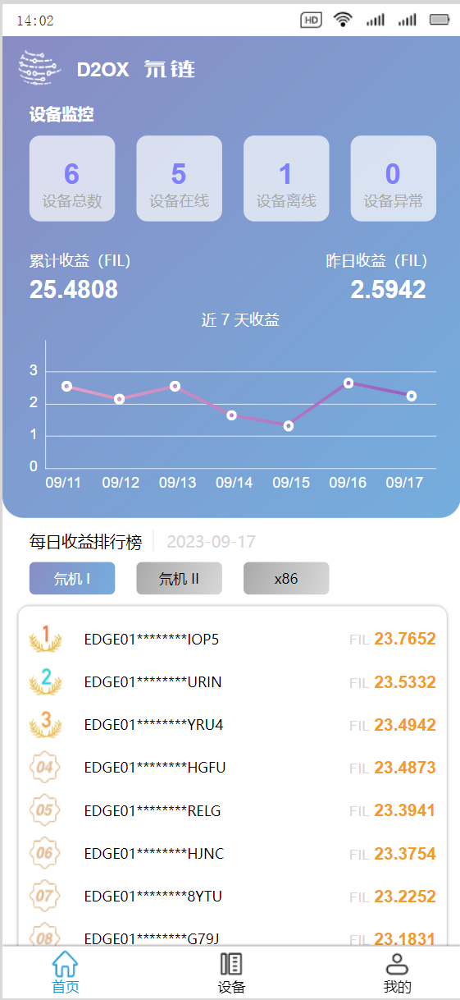 14:02 HD
D2OX 氘链
设备监控
6 5 1 0
设备总数 设备在线 设备离线 设备异常
累计收益（FIL） 昨日收益（FIL）
25.4808 2.5942
近 7 天收益
3
2
1
0
09/11 09/12 09/13 09/14 09/15 09/16 09/17
每日收益排行榜 2023-09-17
氘机 I 氘机 II x86
1 EDGE01********IOP5 FIL 23.7652
2 EDGE01********URIN FIL 23.5332
3 EDGE01********YRU4 FIL 23.4942
04 EDGE01********HGFU FIL 23.4873
05 EDGE01********RELG FIL 23.3941
06 EDGE01********HJNC FIL 23.3754
07 EDGE01********8YTU FIL 23.2252
08 EDGE01********G79J FIL 23.1831
首页 设备 我的